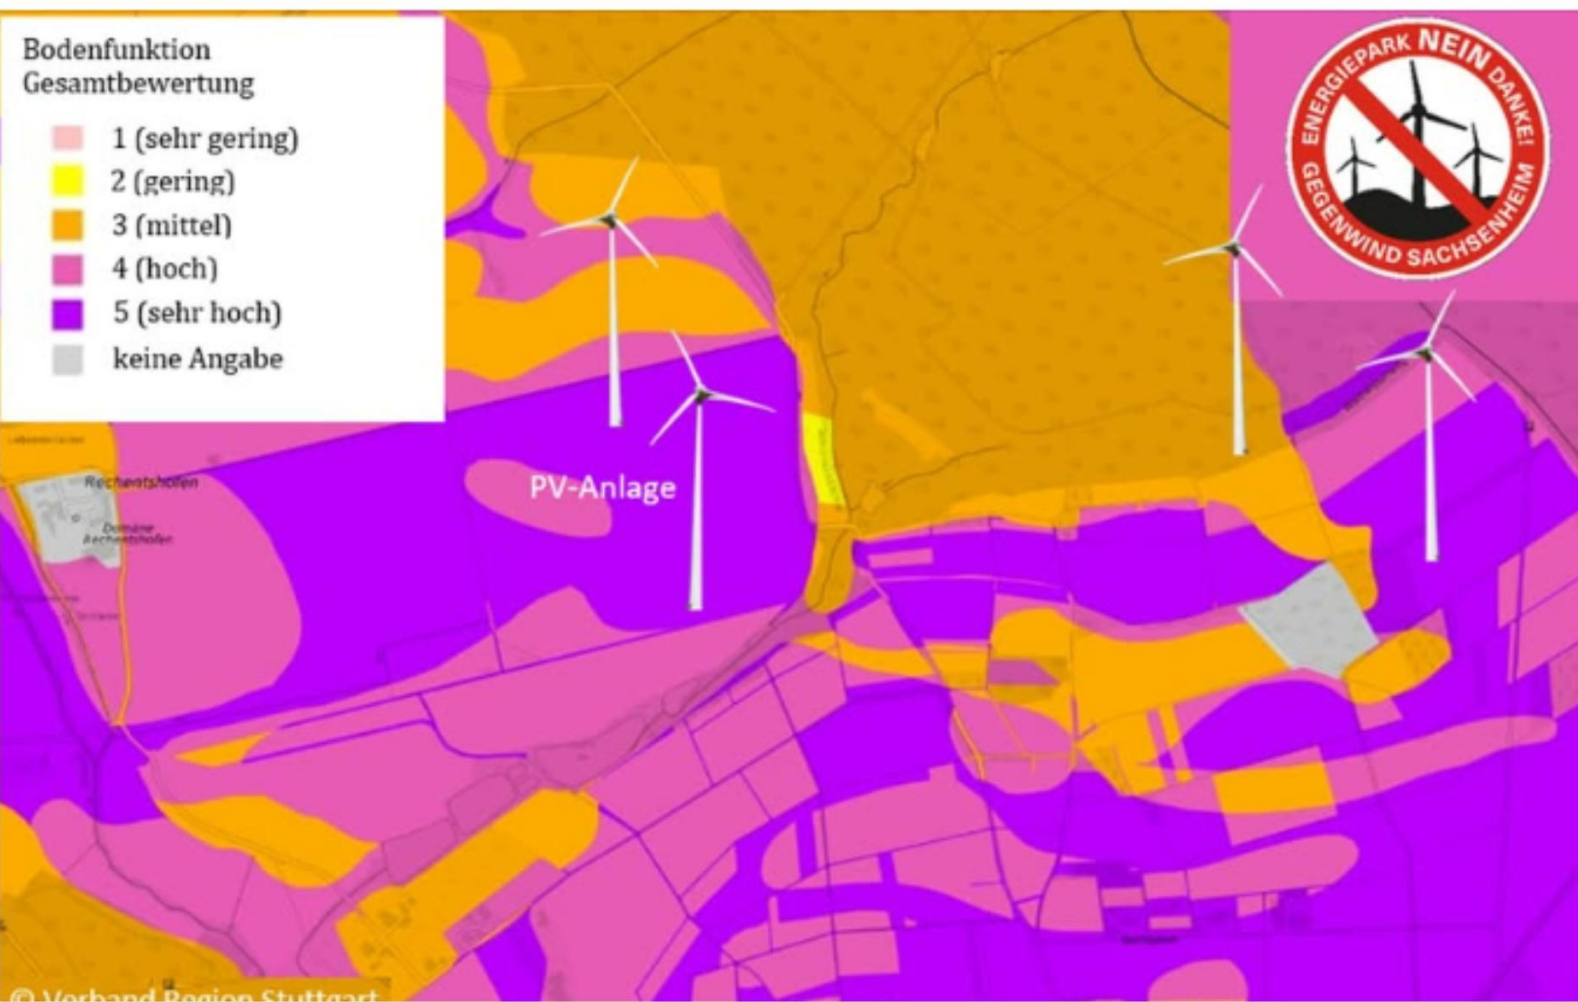 Bodenfunktion
Gesamtbewertung
1 (sehr gering)
2 (gering)
3 (mittel)
4 (hoch)
5 (sehr hoch)
keine Angabe
ENERGIEPARK NEIN DANKE!
GEGENWIND SACHSENHEIM
PV-Anlage
Rechentshofen
Domäne
Rechentshofen
© Verband Region Stuttgart